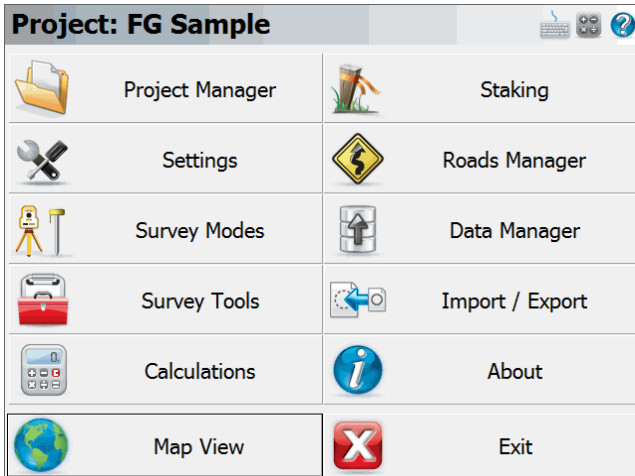 Project: FG Sample
Project Manager
Staking
Settings
Roads Manager
Survey Modes
Data Manager
Survey Tools
Import / Export
Calculations
About
Map View
Exit